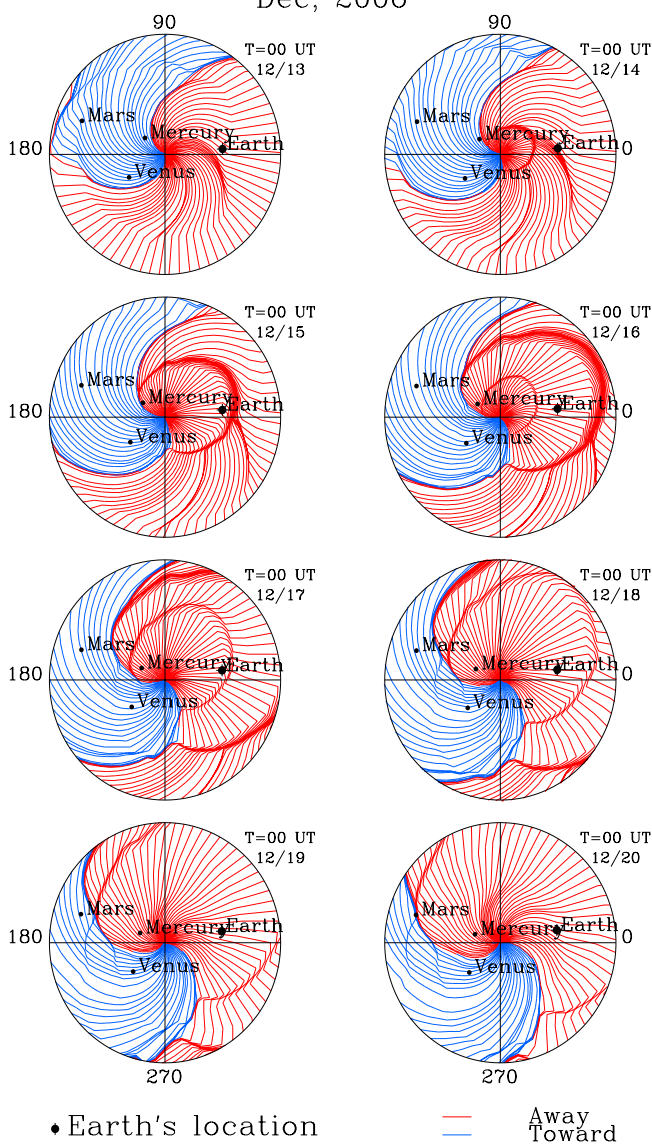 Dec, 2006
90
90
T=00 UT
12/13
T=00 UT
12/14
Mars
Mercury
Earth
Venus
180
Mars
Mercury
Earth
Venus
180
0
T=00 UT
12/15
T=00 UT
12/16
Mars
Mercury
Earth
Venus
180
Mars
Mercury
Earth
Venus
180
0
T=00 UT
12/17
T=00 UT
12/18
Mars
Mercury
Earth
Venus
180
Mars
Mercury
Earth
Venus
180
0
T=00 UT
12/19
T=00 UT
12/20
Mars
Mercury
Earth
Venus
180
Mars
Mercury
Earth
Venus
180
0
270
270
Earth's location
Away
Toward